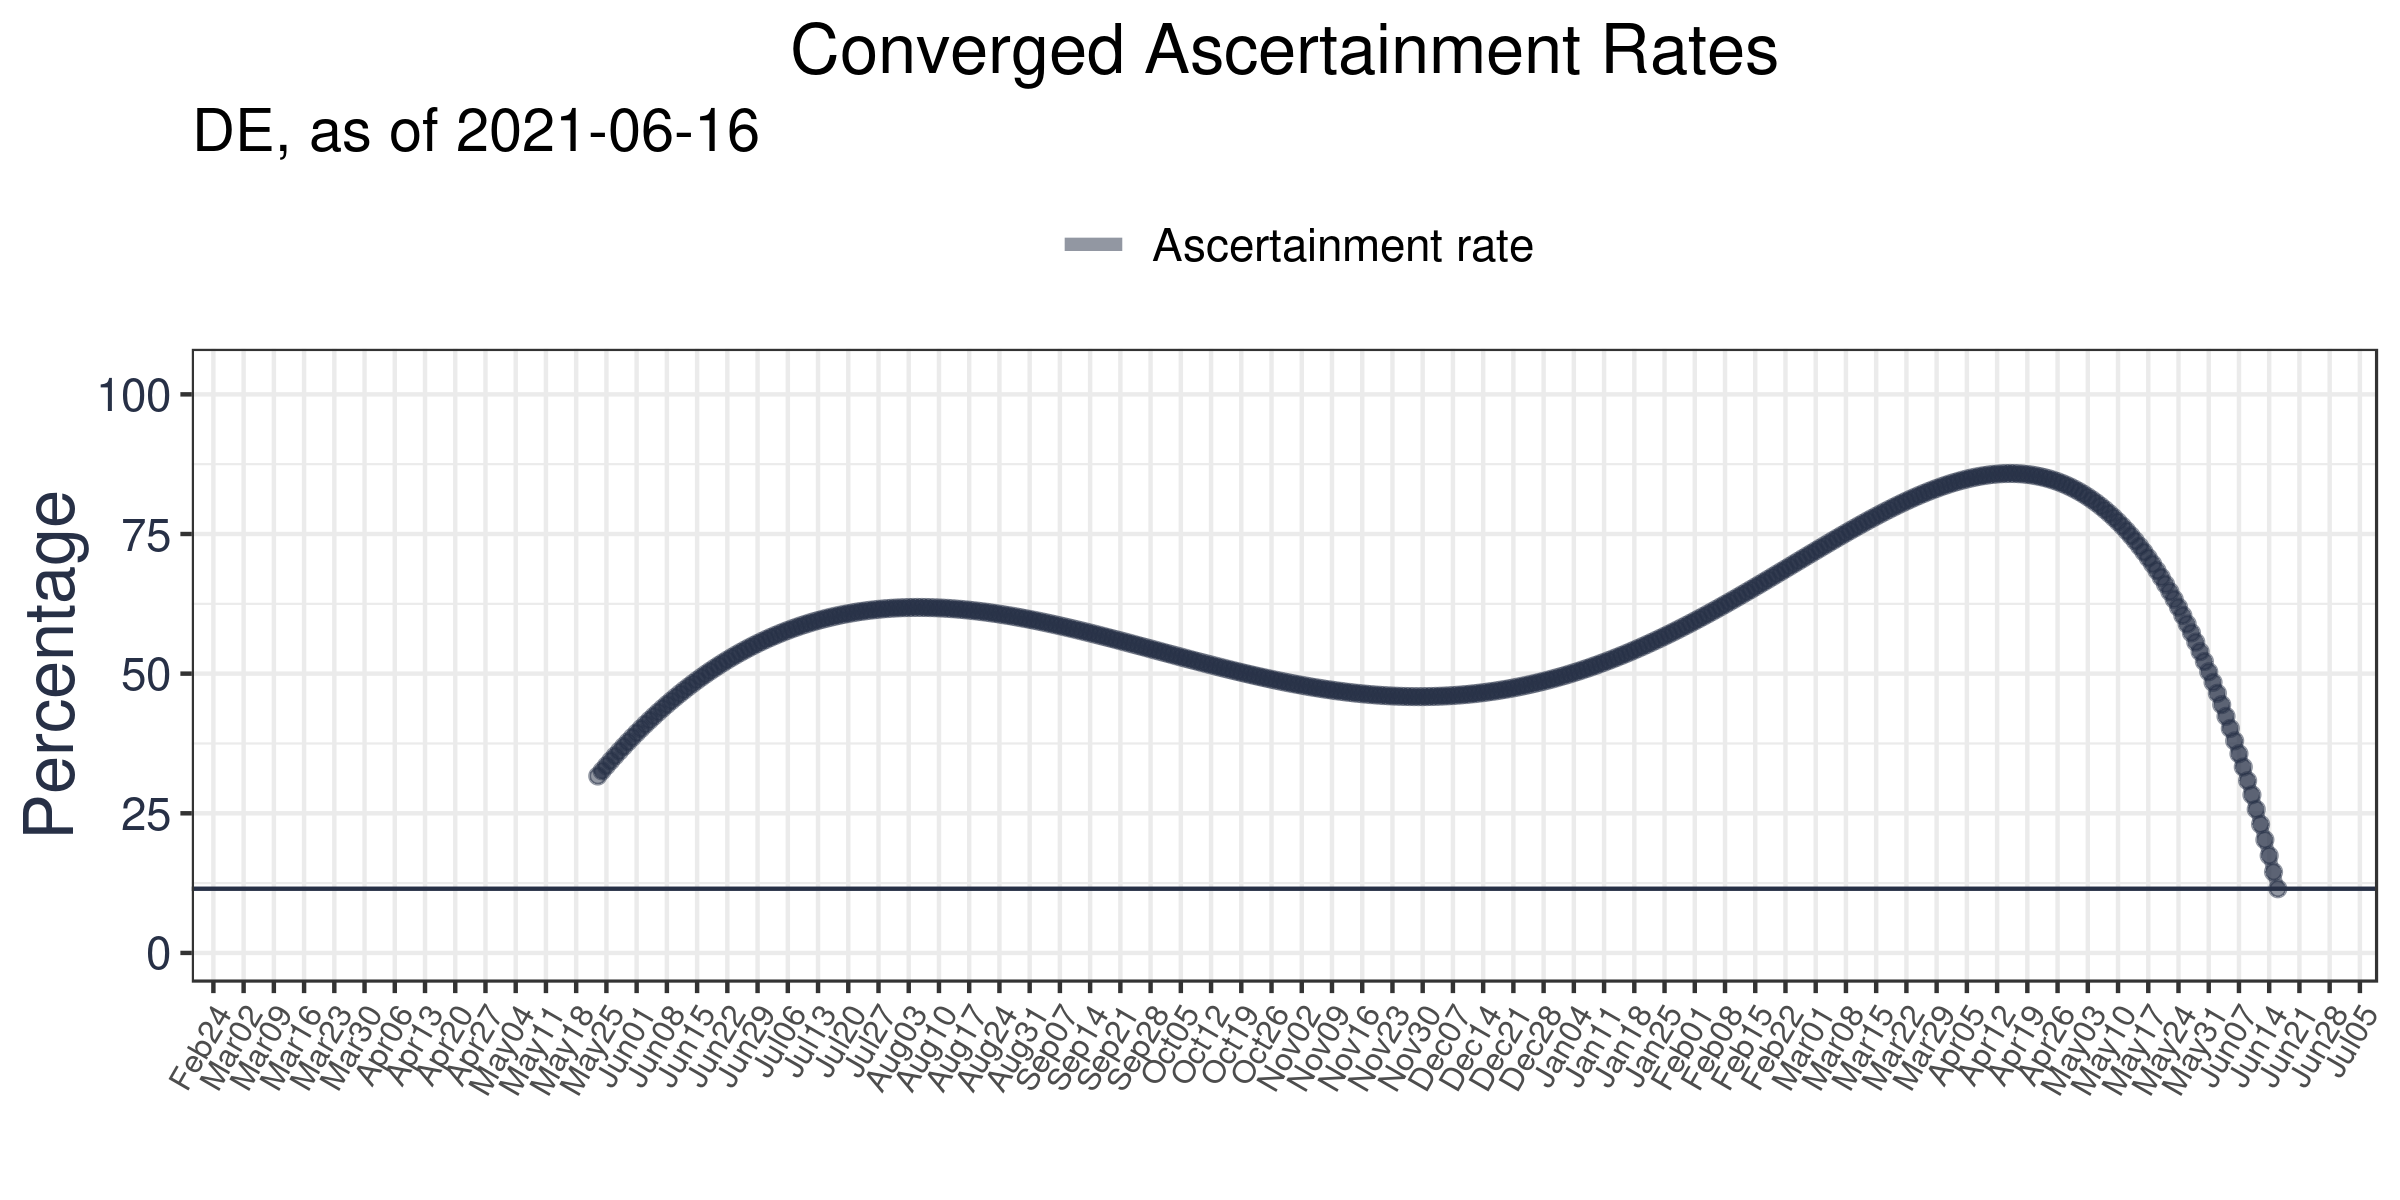 Converged Ascertainment Rates
DE, as of 2021-06-16
Ascertainment rate
Percentage
100
75
50
25
0
Feb24 Mar02 Mar09 Mar16 Mar23 Mar30 Apr06 Apr13 Apr20 Apr27 May04 May11 May18 May25 Jun01 Jun08 Jun15 Jun22 Jun29 Jul06 Jul13 Jul20 Jul27 Aug03 Aug10 Aug17 Aug24 Aug31 Sep07 Sep14 Sep21 Sep28 Oct05 Oct12 Oct19 Oct26 Nov02 Nov09 Nov16 Nov23 Nov30 Dec07 Dec14 Dec21 Dec28 Jan04 Jan11 Jan18 Jan25 Feb01 Feb08 Feb15 Feb22 Mar01 Mar08 Mar15 Mar22 Mar29 Apr05 Apr12 Apr19 Apr26 May03 May10 May17 May24 May31 Jun07 Jun14 Jun21 Jun28 Jul05